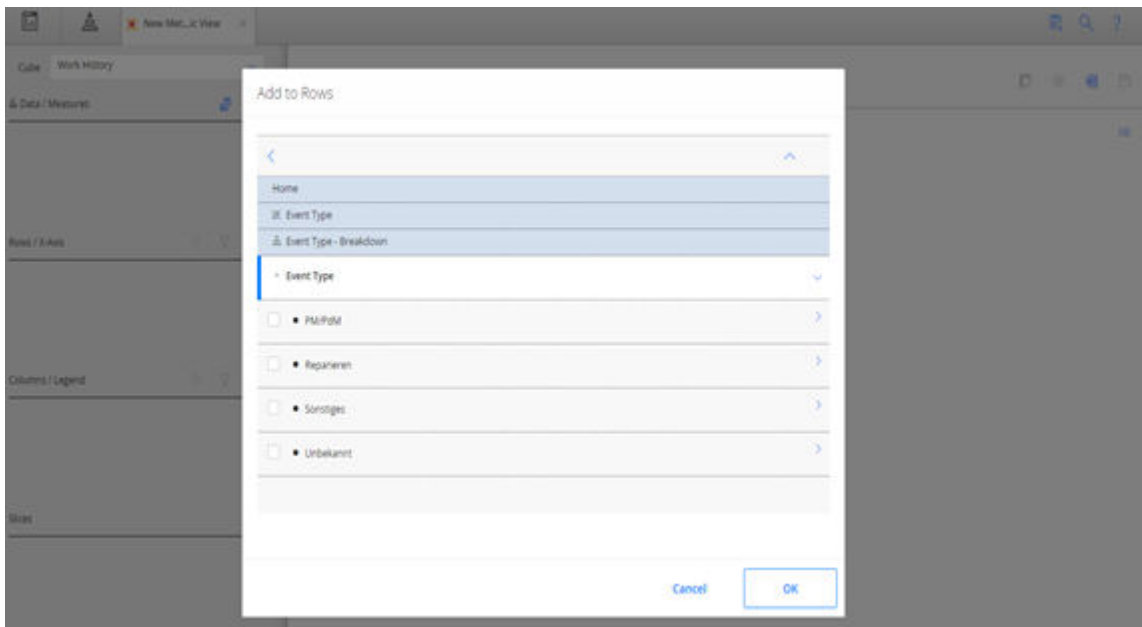 New Met...ic View
Cube Work History
Data / Measures
Add to Rows
Home
Event Type
Rows / X-Axis
Event Type - Breakdown
Event Type
PM/PdM
Reparieren
Columns / Legend
Sonstiges
Unbekannt
Slices
Cancel OK